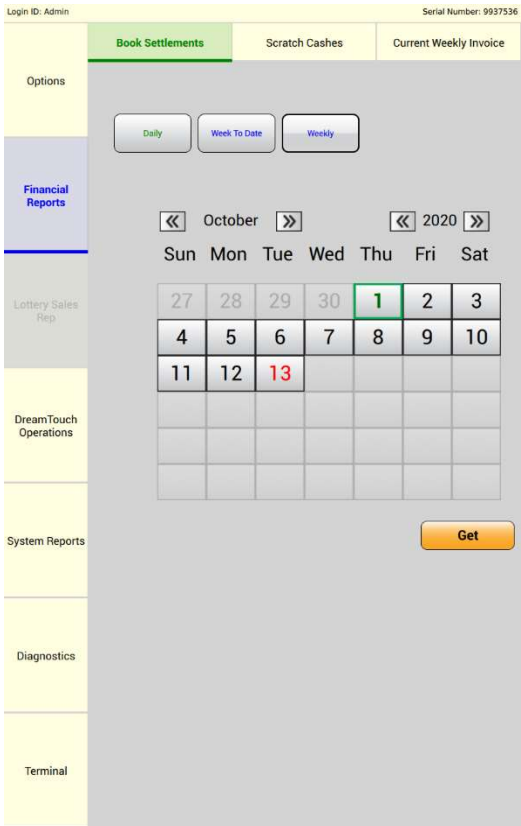 Login ID: Admin
Serial Number: 9937536
Book Settlements
Scratch Cashes
Current Weekly Invoice
Options
Financial
Reports
Lottery Sales
Rep
DreamTouch
Operations
System Reports
Diagnostics
Terminal
Daily
Week To Date
Weekly
October
2020
Sun Mon Tue Wed Thu Fri Sat
27 28 29 30 1 2 3
4 5 6 7 8 9 10
11 12 13
Get